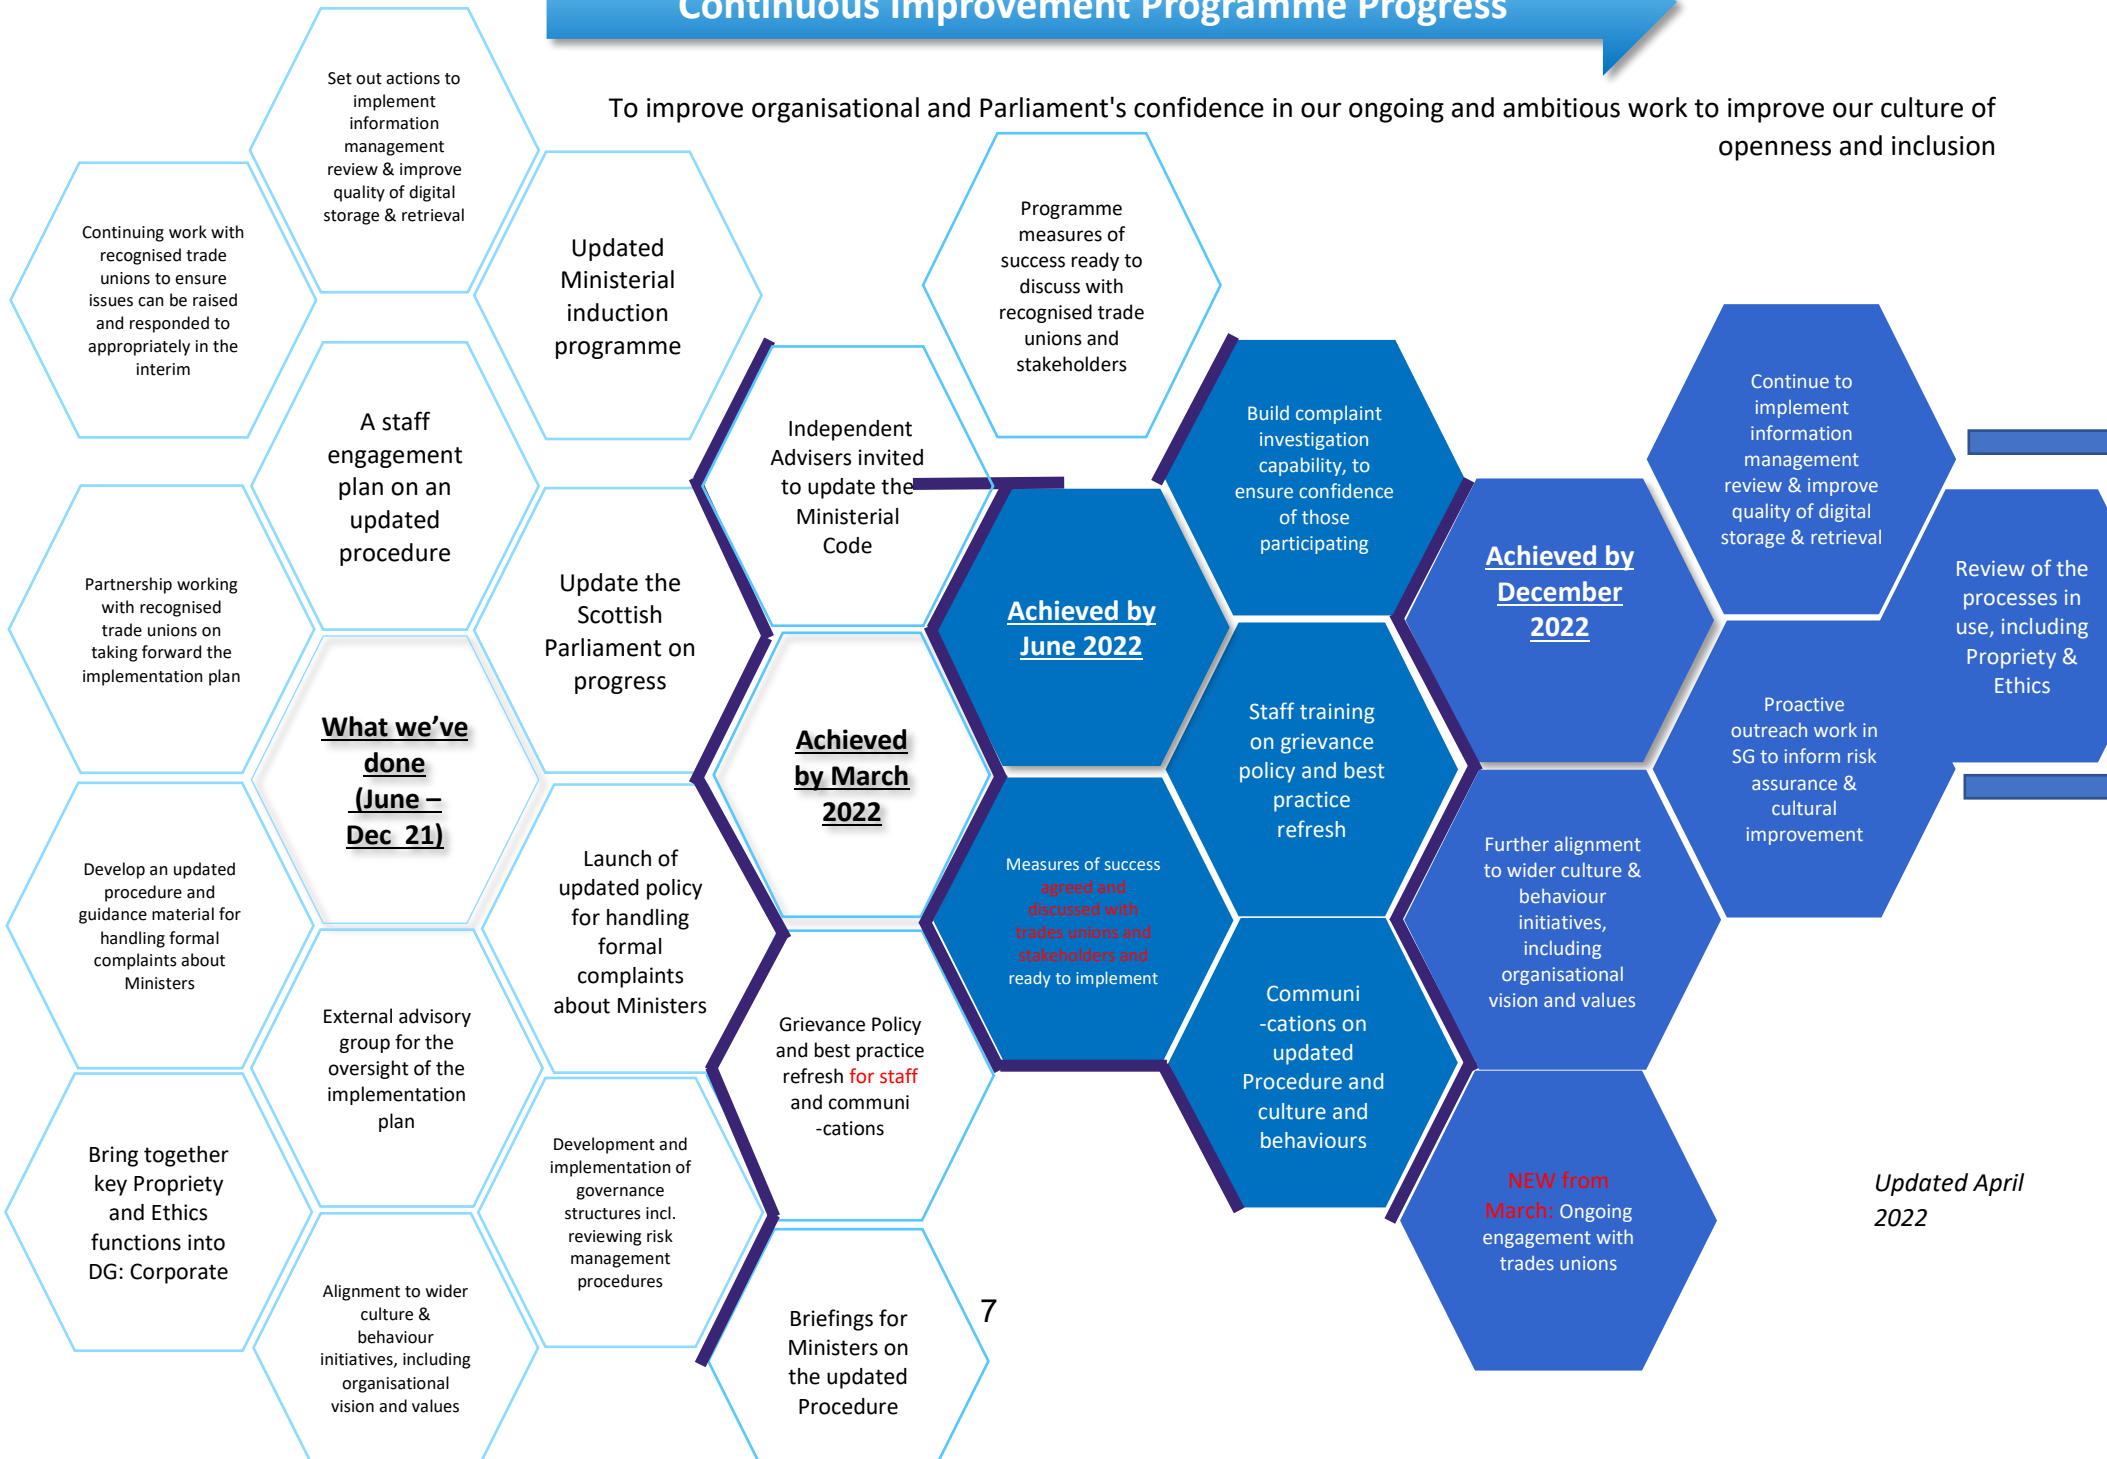 Continuous Improvement Programme Progress
To improve organisational and Parliament's confidence in our ongoing and ambitious work to improve our culture of
openness and inclusion
Set out actions to
implement
information
management
review & improve
quality of digital
storage & retrieval
Continuing work with
recognised trade
unions to ensure
issues can be raised
and responded to
appropriately in the
interim
Updated
Ministerial
induction
programme
A staff
engagement
plan on an
updated
procedure
Partnership working
with recognised
trade unions on
taking forward the
implementation plan
Update the
Scottish
Parliament on
progress
What we've
done
(June –
Dec 21)
Develop an updated
procedure and
guidance material for
handling formal
complaints about
Ministers
Launch of
updated policy
for handling
formal
complaints
about Ministers
External advisory
group for the
oversight of the
implementation
plan
Bring together
key Propriety
and Ethics
functions into
DG: Corporate
Development and
implementation of
governance
structures incl.
reviewing risk
management
procedures
Alignment to wider
culture &
behaviour
initiatives, including
organisational
vision and values
Programme
measures of
success ready to
discuss with
recognised trade
unions and
stakeholders
Independent
Advisers invited
to update the
Ministerial
Code
Achieved
by March
2022
Grievance Policy
and best practice
refresh for staff
and communi
-cations
Briefings for
Ministers on
the updated
Procedure
Achieved by
June 2022
Build complaint
investigation
capability, to
ensure confidence
of those
participating
Staff training
on grievance
policy and best
practice
refresh
Measures of success
agreed and
discussed with
trades unions and
stakeholders and
ready to implement
Communi
-cations on
updated
Procedure and
culture and
behaviours
Achieved by
December
2022
Continue to
implement
information
management
review & improve
quality of digital
storage & retrieval
Review of the
processes in
use, including
Propriety &
Ethics
Proactive
outreach work in
SG to inform risk
assurance &
cultural
improvement
Further alignment
to wider culture &
behaviour
initiatives,
including
organisational
vision and values
NEW from
March: Ongoing
engagement with
trades unions
Updated April
2022
7